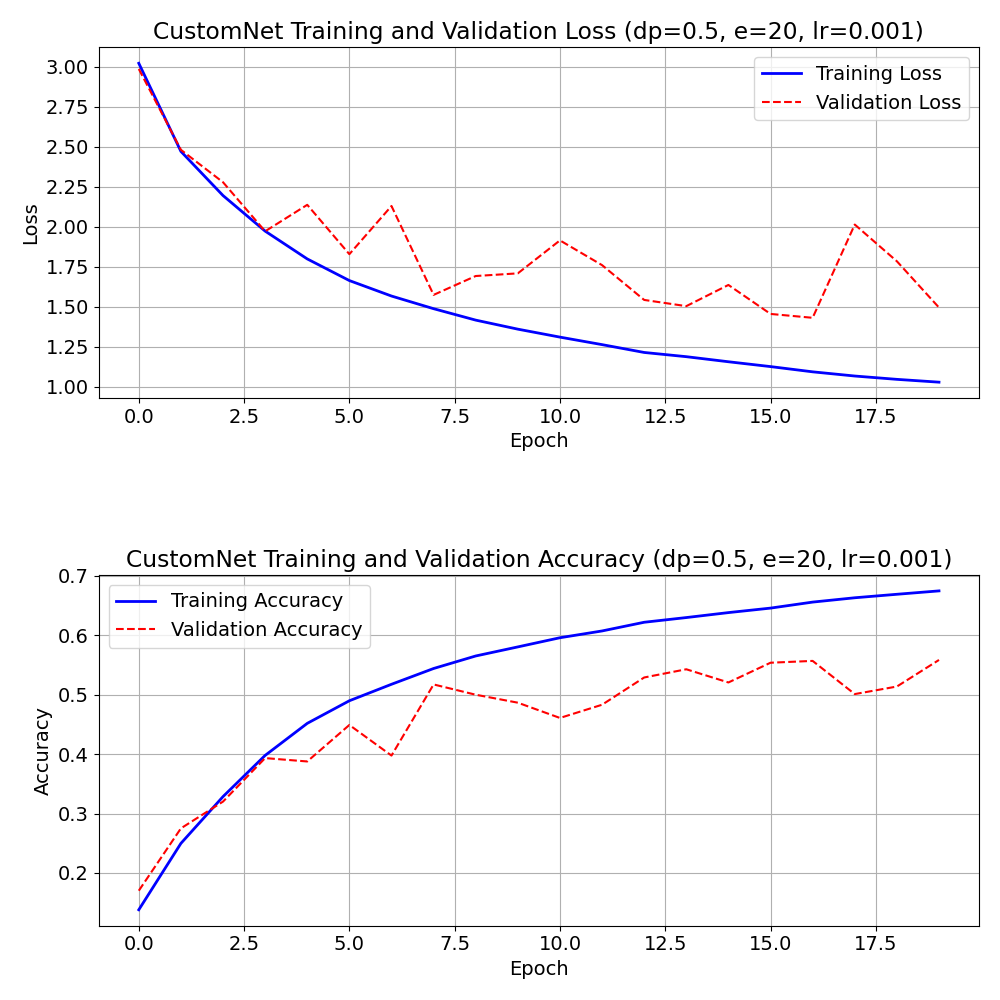 CustomNet Training and Validation Loss (dp=0.5, e=20, lr=0.001)
3.00
2.75
2.50
2.25
2.00
1.75
1.50
1.25
1.00
Loss
Training Loss
Validation Loss
0.0 2.5 5.0 7.5 10.0 12.5 15.0 17.5
Epoch
CustomNet Training and Validation Accuracy (dp=0.5, e=20, lr=0.001)
0.7
0.6
0.5
0.4
0.3
0.2
Accuracy
Training Accuracy
Validation Accuracy
0.0 2.5 5.0 7.5 10.0 12.5 15.0 17.5
Epoch